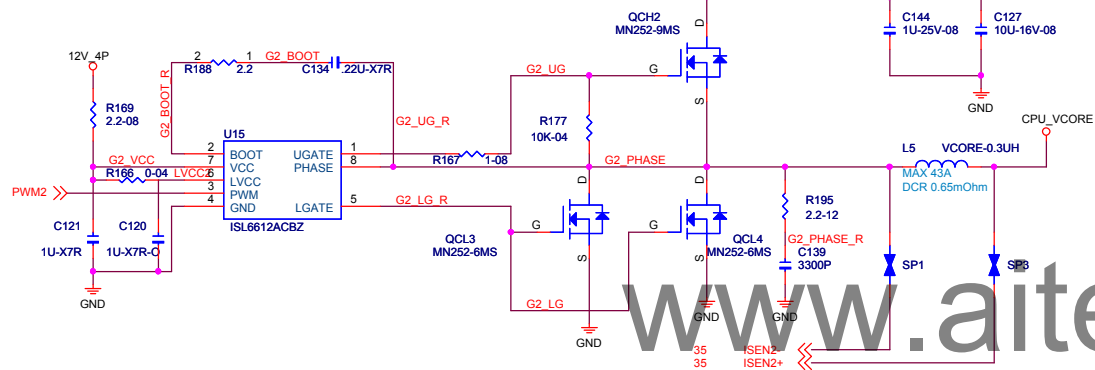 QCH2
MN252-9MS
D
G
S
C144
1U-25V-08
C127
10U-16V-08
GND
12V_4P
2
1
G2_BOOT
R188
2.2
C134
.22U-X7R
G2_BOOT_R
R169
2.2-08
G2_UG
G2_UG_R
R177
10K-04
CPU_VCORE
U15
2 BOOT
7 VCC
6 LVCC
3 PWM
4 GND
UGATE 1
PHASE 8
LGATE 5
ISL6612ACBZ
G2_VCC
R166 0-04
LVCC2
PWM2
R167 1-08
G2_PHASE
G2_LG_R
L5 VCORE-0.3UH
MAX 43A
DCR 0.65mOhm
C121
1U-X7R
C120
1U-X7R-O
GND
D
G
S
QCL3
MN252-6MS
D
G
S
QCL4
MN252-6MS
R195
2.2-12
G2_PHASE_R
C139
3300P
SP1
SP3
G2_LG
GND
GND
GND
35 ISEN2-
35 ISEN2+
www.aite